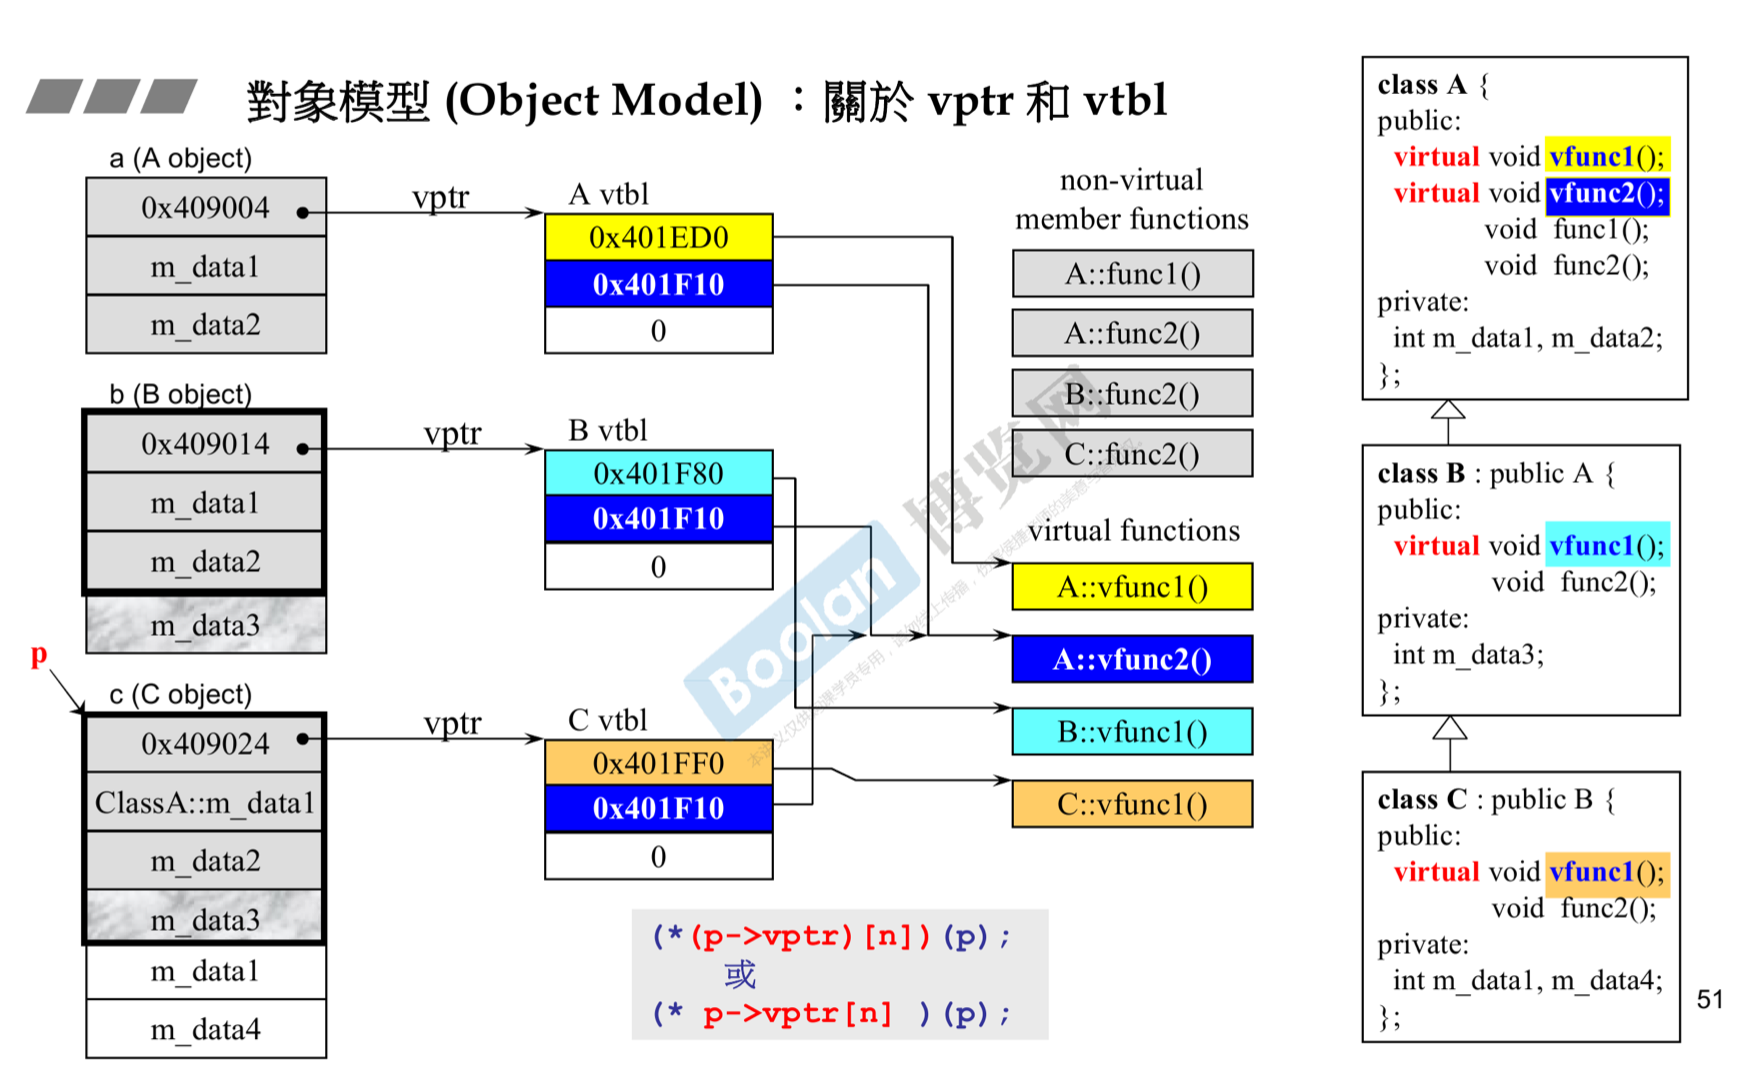 對象模型 (Object Model) ：關於 vptr 和 vtbl
a (A object)
0x409004
m_data1
m_data2
vptr
A vtbl
0x401ED0
0x401F10
0
b (B object)
0x409014
m_data1
m_data2
m_data3
vptr
B vtbl
0x401F80
0x401F10
0
p
c (C object)
0x409024
ClassA::m_data1
m_data2
m_data3
m_data1
m_data4
vptr
C vtbl
0x401FF0
0x401F10
0
non-virtual
member functions
A::func1()
A::func2()
B::func2()
C::func2()
virtual functions
A::vfunc1()
A::vfunc2()
B::vfunc1()
C::vfunc1()
(*(p->vptr)[n])(p);
或
(* p->vptr[n] )(p);
class A {
public:
virtual void vfunc1();
virtual void vfunc2();
void func1();
void func2();
private:
int m_data1, m_data2;
};
class B : public A {
public:
virtual void vfunc1();
void func2();
private:
int m_data3;
};
class C : public B {
public:
virtual void vfunc1();
void func2();
private:
int m_data1, m_data4;
};
51
Boolan 博览网